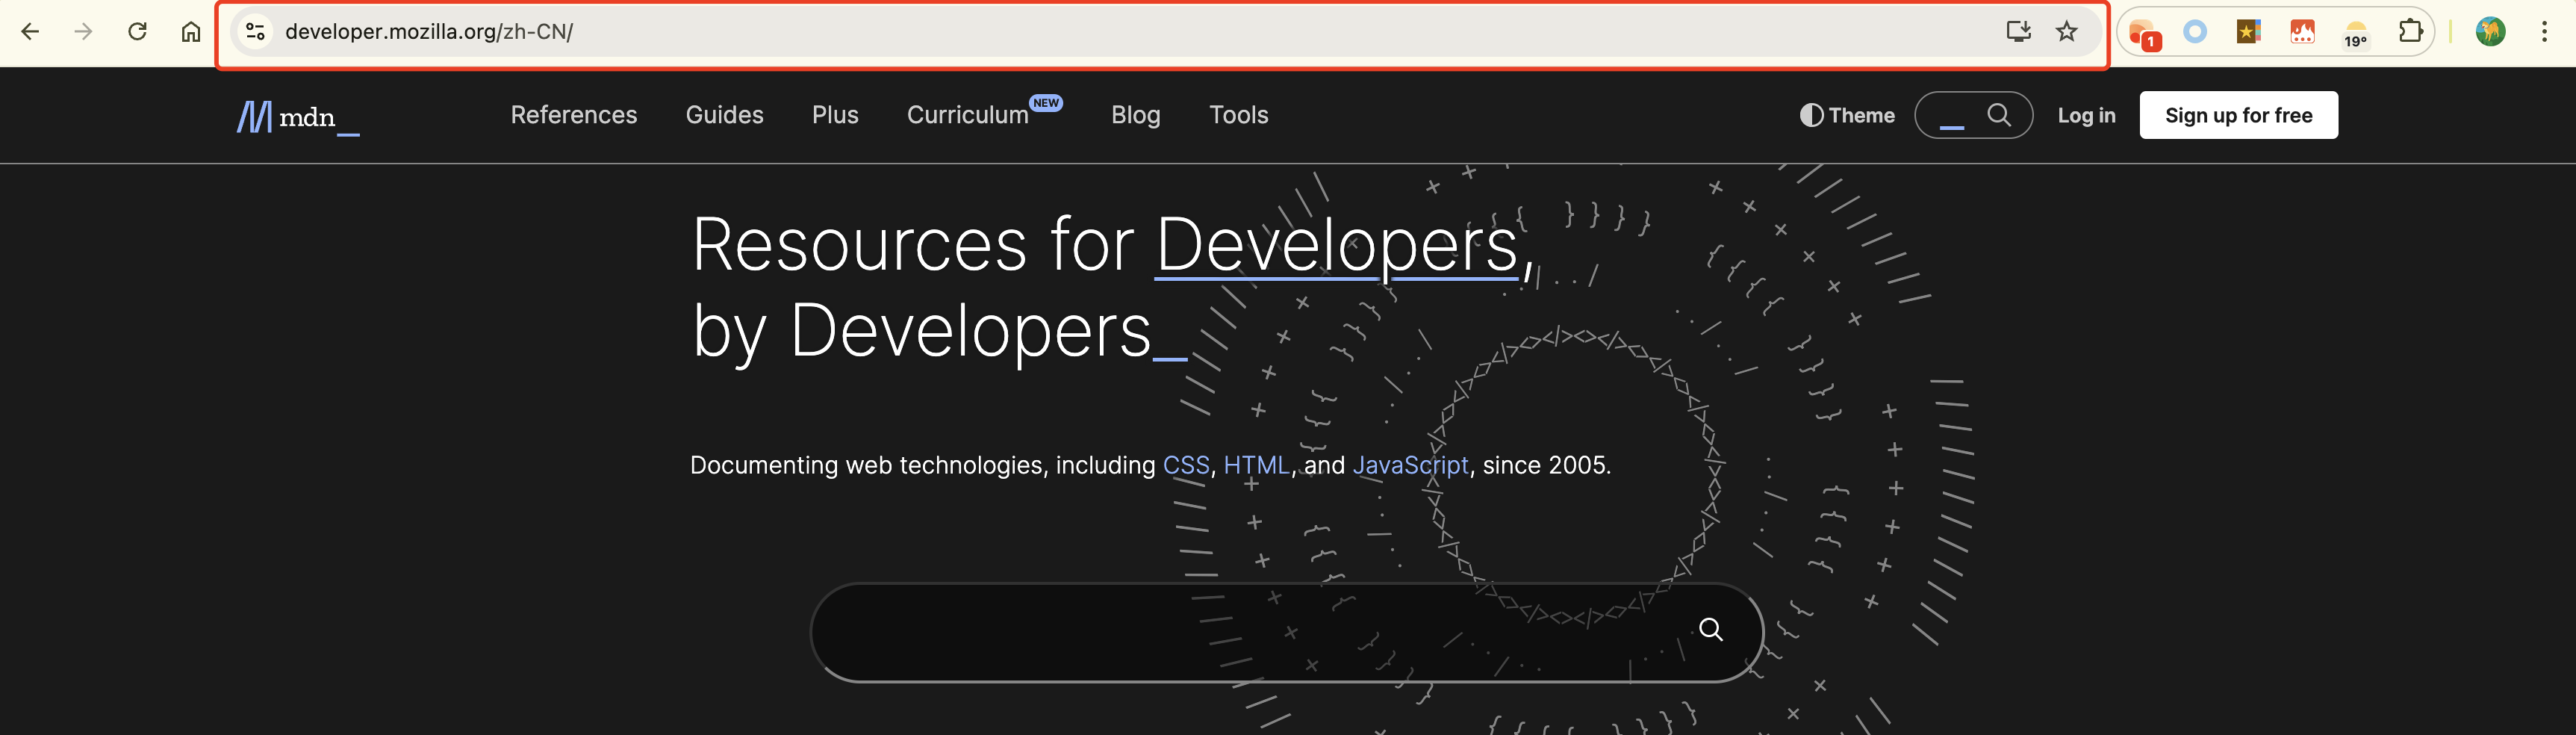 developer.mozilla.org/zh-CN/
1
19°
mdn_
References Guides Plus Curriculum NEW Blog Tools
Theme
Log in
Sign up for free
Resources for Developers,
by Developers_
Documenting web technologies, including CSS, HTML, and JavaScript, since 2005.